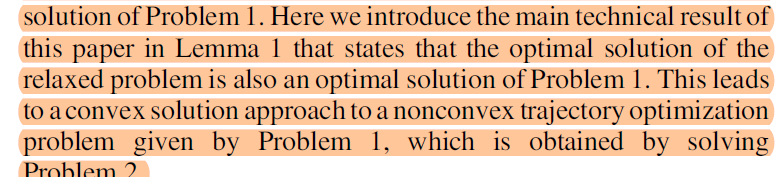 solution of Problem 1. Here we introduce the main technical result of
this paper in Lemma 1 that states that the optimal solution of the
relaxed problem is also an optimal solution of Problem 1. This leads
to a convex solution approach to a nonconvex trajectory optimization
problem given by Problem 1, which is obtained by solving
Problem 2.